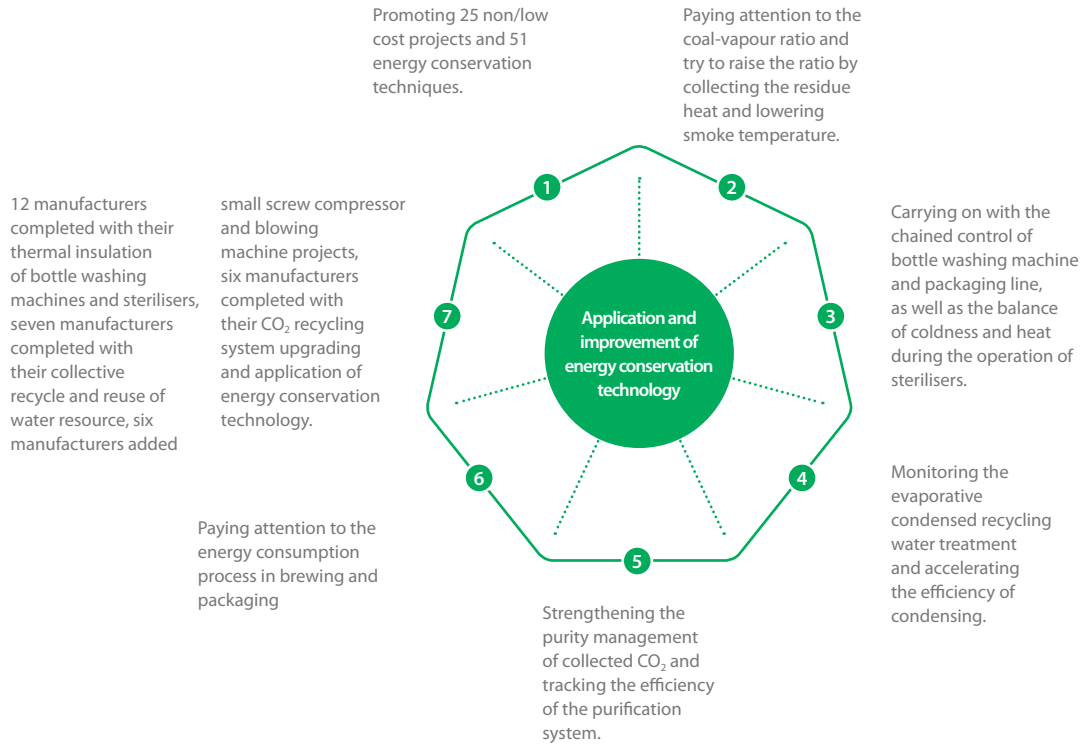 Application and
improvement of
energy conservation
technology
1
Promoting 25 non/low
cost projects and 51
energy conservation
techniques.
2
Paying attention to the
coal-vapour ratio and
try to raise the ratio by
collecting the residue
heat and lowering
smoke temperature.
3
Carrying on with the
chained control of
bottle washing machine
and packaging line,
as well as the balance
of coldness and heat
during the operation of
sterilisers.
4
Monitoring the
evaporative
condensed recycling
water treatment
and accelerating
the efficiency of
condensing.
5
Strengthening the
purity management
of collected CO₂ and
tracking the efficiency
of the purification
system.
6
Paying attention to the
energy consumption
process in brewing and
packaging
7
12 manufacturers
completed with their
thermal insulation
of bottle washing
machines and sterilisers,
seven manufacturers
completed with
their collective
recycle and reuse of
water resource, six
manufacturers added
small screw compressor
and blowing
machine projects,
six manufacturers
completed with
their CO₂ recycling
system upgrading
and application of
energy conservation
technology.